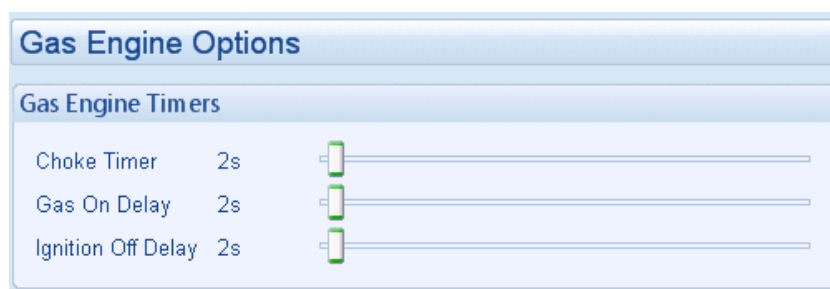 Gas Engine Options
Gas Engine Timers
Choke Timer 2s
Gas On Delay 2s
Ignition Off Delay 2s